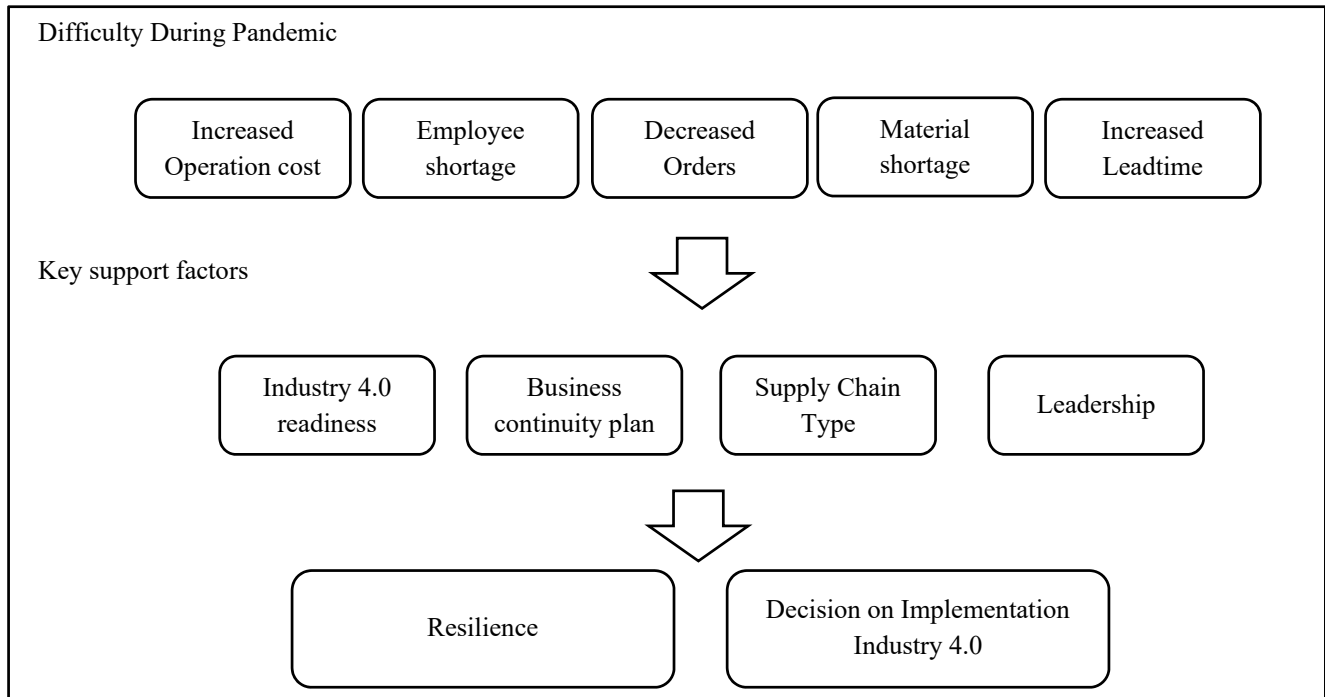 Difficulty During Pandemic
Increased
Operation cost
Employee
shortage
Decreased
Orders
Material
shortage
Increased
Leadtime
Key support factors
Industry 4.0
readiness
Business
continuity plan
Supply Chain
Type
Leadership
Resilience
Decision on Implementation
Industry 4.0